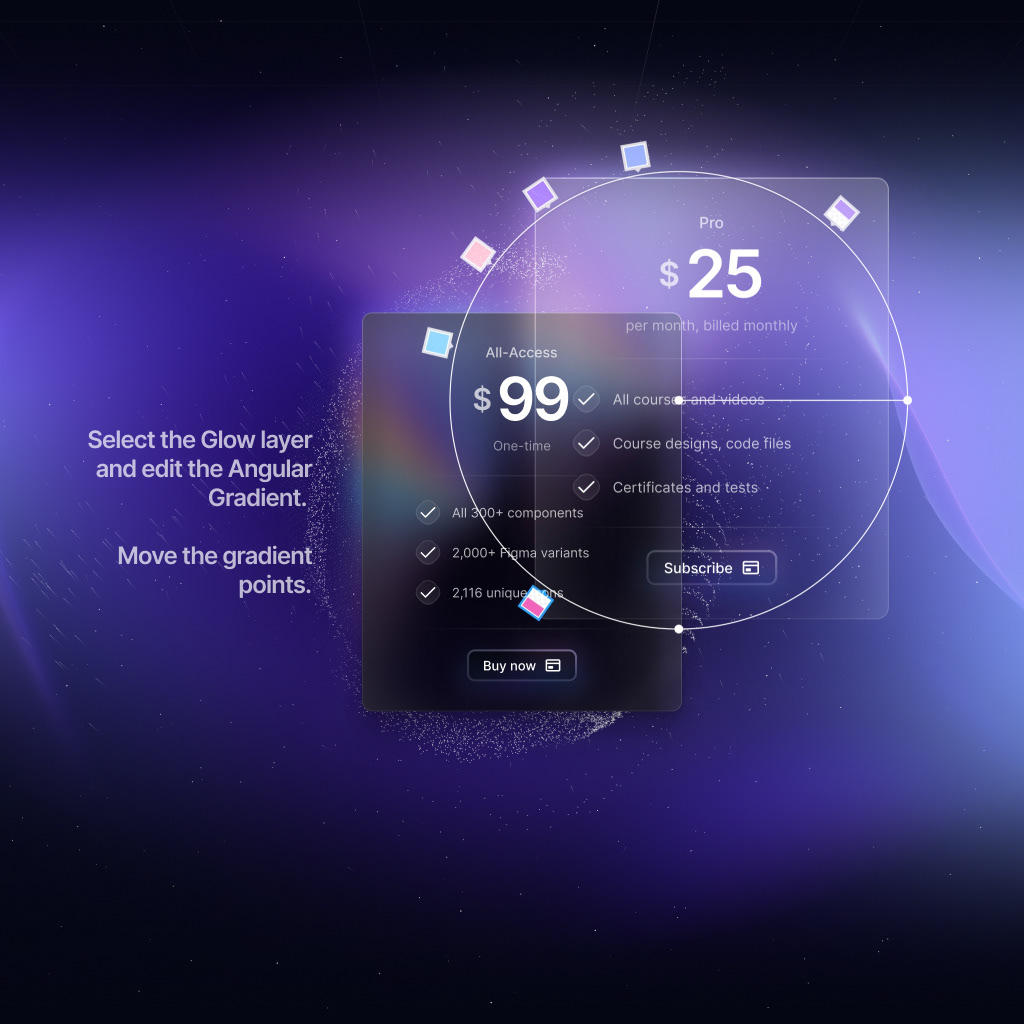 Select the Glow layer
and edit the Angular
Gradient.
Move the gradient
points.
All-Access
$ 99
One-time
All 300+ components
2,000+ Figma variants
2,116 unique icons
Buy now
Pro
$ 25
per month, billed monthly
All courses and videos
Course designs, code files
Certificates and tests
Subscribe